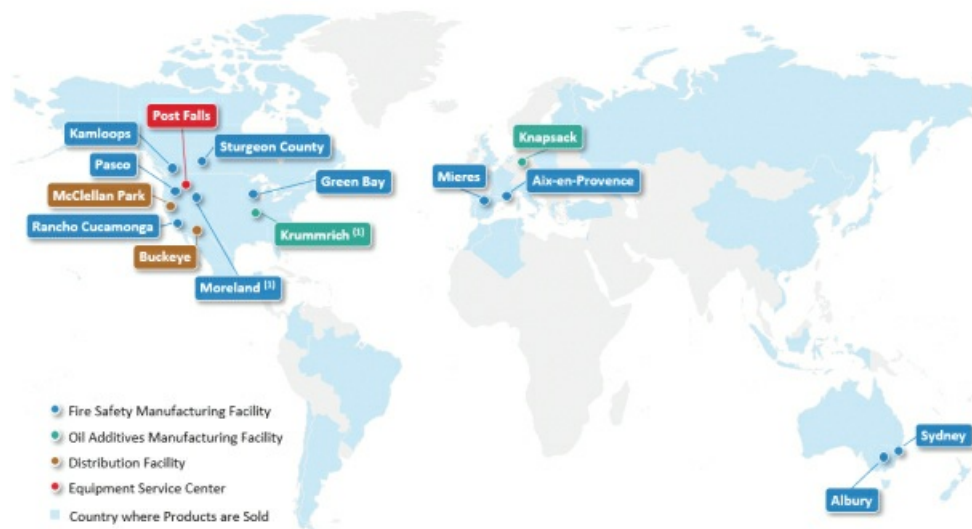 Post Falls
Kamloops
Sturgeon County
Knapsack
Pasco
Mieres
Aix-en-Provence
Green Bay
McClellan Park
Rancho Cucamonga
Krummrich (1)
Buckeye
Moreland (1)
Fire Safety Manufacturing Facility
Oil Additives Manufacturing Facility
Distribution Facility
Equipment Service Center
Country where Products are Sold
Sydney
Albury